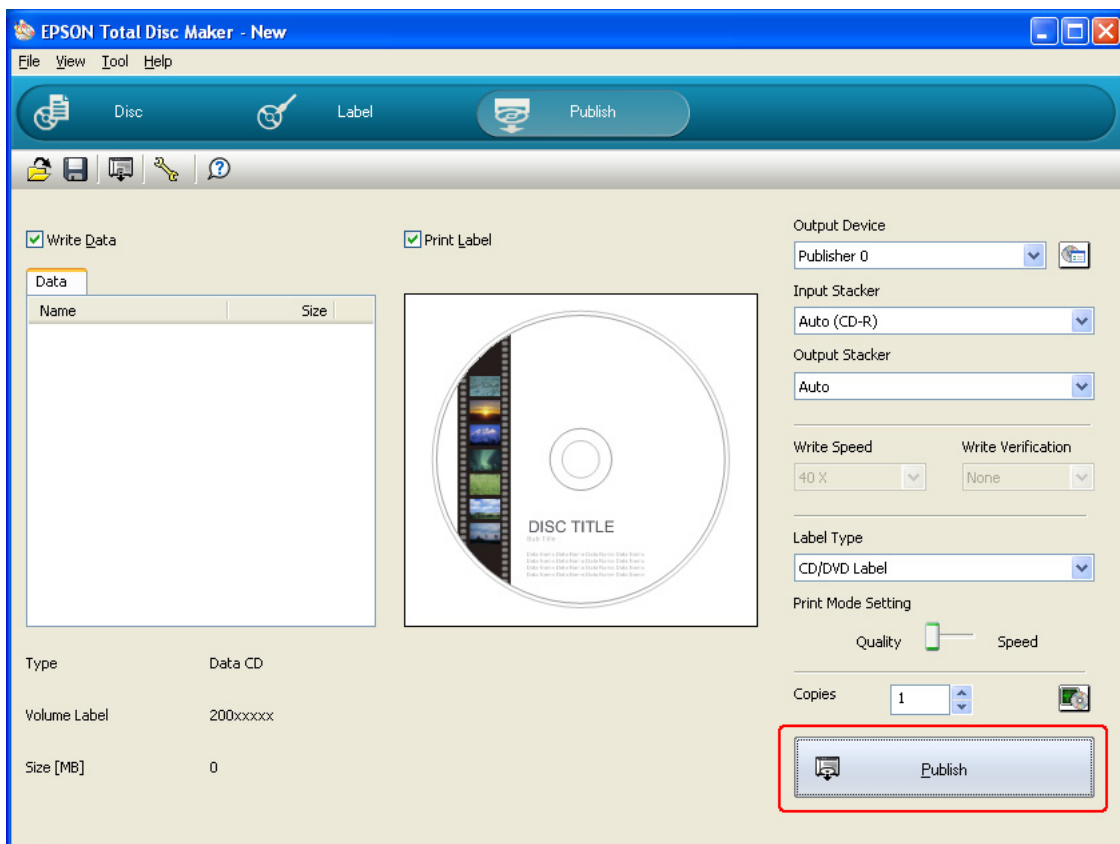 EPSON Total Disc Maker - New
File View Tool Help
Disc Label Publish
Write Data
Print Label
Data
Name Size
DISC TITLE
Sub Title
Type Data CD
Volume Label 200xxxxx
Size [MB] 0
Output Device
Publisher 0
Input Stacker
Auto (CD-R)
Output Stacker
Auto
Write Speed Write Verification
40 X None
Label Type
CD/DVD Label
Print Mode Setting
Quality Speed
Copies 1
Publish